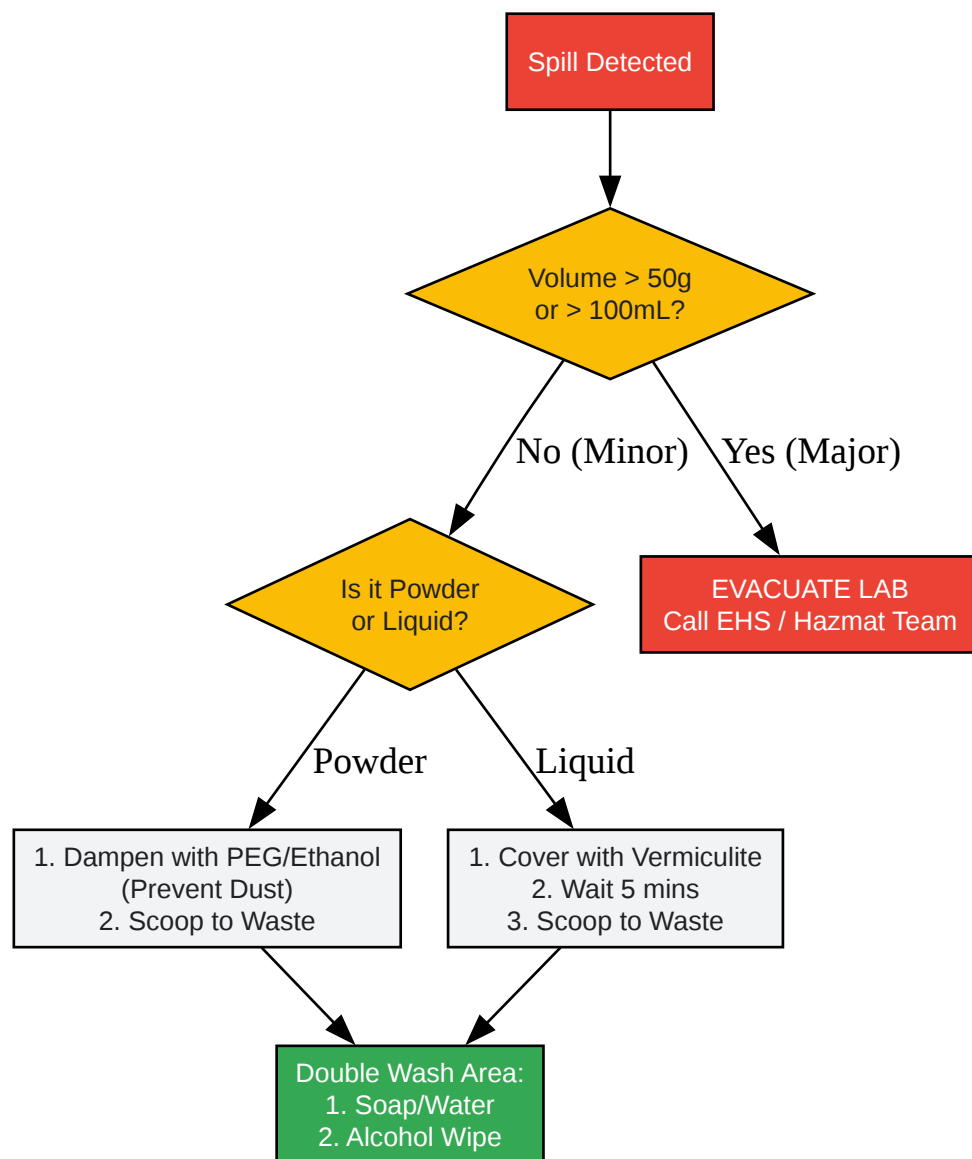 Spill Detected
Volume > 50g
or > 100mL?
No (Minor)
Yes (Major)
Is it Powder
or Liquid?
EVACUATE LAB
Call EHS / Hazmat Team
Powder
Liquid
1. Dampen with PEG/Ethanol
(Prevent Dust)
2. Scoop to Waste
1. Cover with Vermiculite
2. Wait 5 mins
3. Scoop to Waste
Double Wash Area:
1. Soap/Water
2. Alcohol Wipe